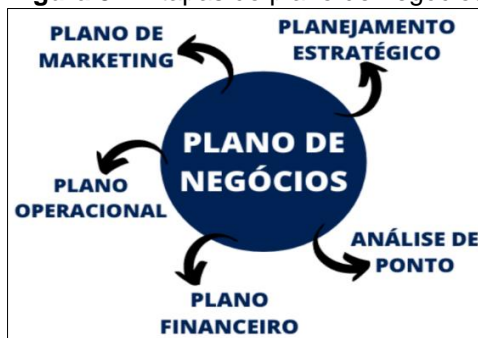 PLANO DE
MARKETING
PLANEJAMENTO
ESTRATÉGICO
PLANO DE
NEGÓCIOS
PLANO
OPERACIONAL
ANÁLISE DE
PONTO
PLANO
FINANCEIRO